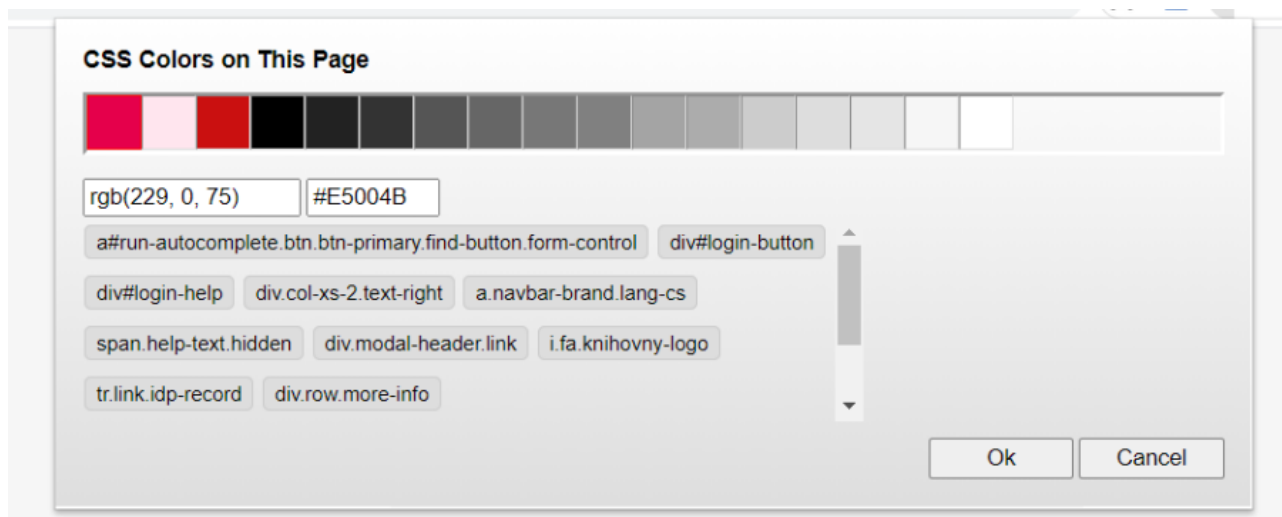 CSS Colors on This Page
rgb(229, 0, 75) #E5004B
a#run-autocomplete.btn.btn-primary.find-button.form-control div#login-button
div#login-help div.col-xs-2.text-right a.navbar-brand.lang-cs
span.help-text.hidden div.modal-header.link i.fa.knihovny-logo
tr.link.idp-record div.row.more-info
Ok Cancel